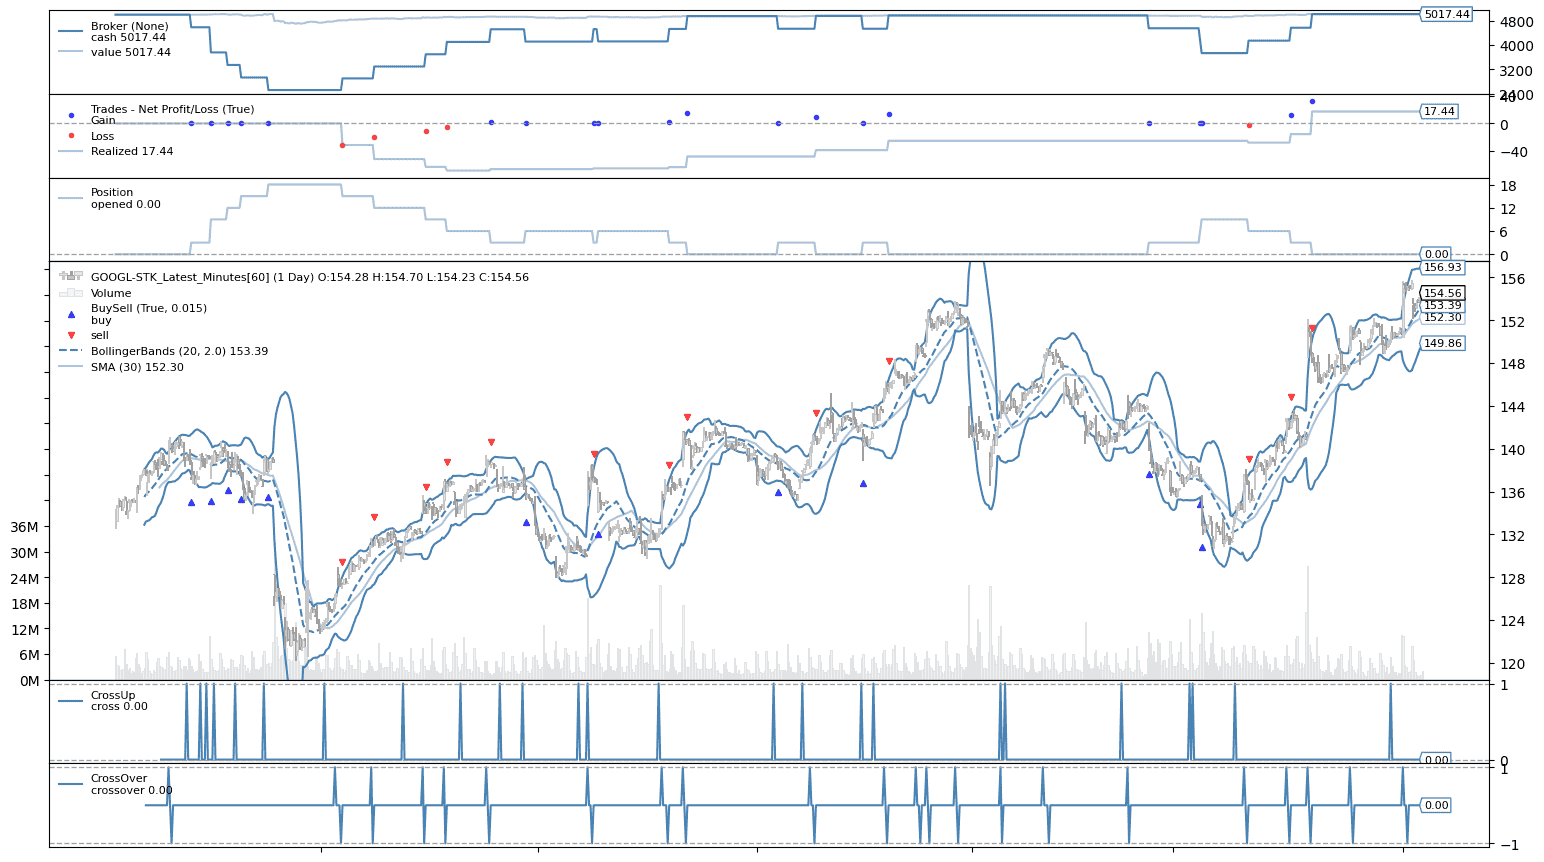 Broker (None)
cash 5017.44
value 5017.44
5017.44
4800
4000
3200
2400
Trades - Net Profit/Loss (True)
Gain
Loss
Realized 17.44
40
17.44
0
−40
Position
opened 0.00
18
12
6
0
0.00
GOOGL-STK_Latest_Minutes[60] (1 Day) O:154.28 H:154.70 L:154.23 C:154.56
Volume
BuySell (True, 0.015)
buy
sell
BollingerBands (20, 2.0) 153.39
SMA (30) 152.30
156.93
156
154.56
153.39
152.30
152
149.86
148
144
140
136
132
128
124
120
36M
30M
24M
18M
12M
6M
0M
CrossUp
cross 0.00
1
0
0.00
CrossOver
crossover 0.00
1
0.00
−1